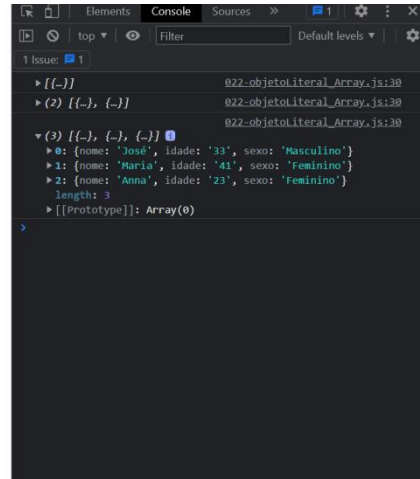 Elements Console Sources » 1
top ▼ Filter Default levels ▼
1 Issue: 1
▶[{…}] 022-objetoLiteral_Array.js:30
▶(2) [{…}, {…}] 022-objetoLiteral_Array.js:30
022-objetoLiteral_Array.js:30
▼(3) [{…}, {…}, {…}] i
▶0: {nome: 'José', idade: '33', sexo: 'Masculino'}
▶1: {nome: 'Maria', idade: '41', sexo: 'Feminino'}
▶2: {nome: 'Anna', idade: '23', sexo: 'Feminino'}
length: 3
▶[[Prototype]]: Array(0)
>